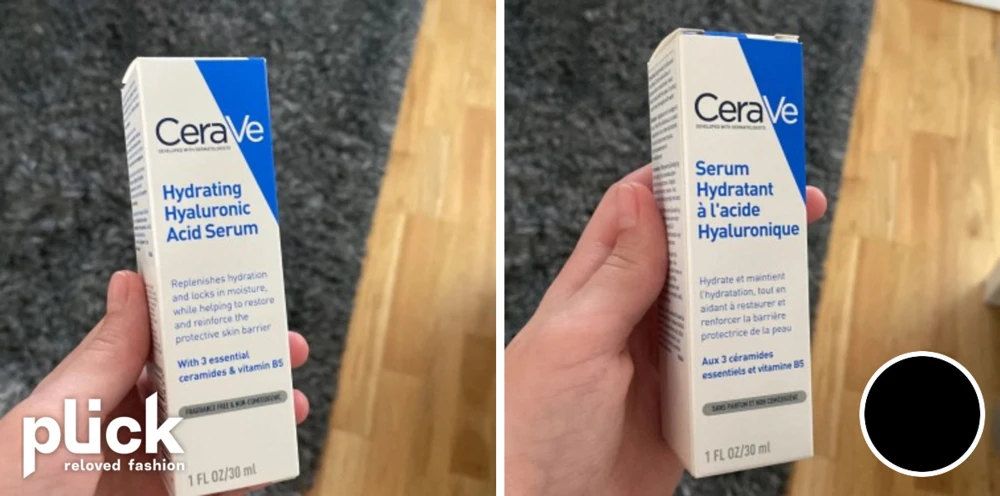 CeraVe
DEVELOPED WITH DERMATOLOGISTS
Hydrating
Hyaluronic
Acid Serum
Replenishes hydration
and locks in moisture,
while helping to restore
and reinforce the
protective skin barrier
With 3 essential
ceramides & vitamin B5
FRAGRANCE FREE & NON-COMEDOGENIC
1 FL OZ/30 ml
plick
reloved fashion
CeraVe
DEVELOPED WITH DERMATOLOGISTS
Serum
Hydratant
à l'acide
Hyaluronique
Hydrate et maintient
l'hydratation, tout en
aidant à restaurer et
renforcer la barrière
protectrice de la peau
Aux 3 céramides
essentiels et vitamine B5
SANS PARFUM ET NON COMÉDOGÈNE
1 FL OZ/30 ml